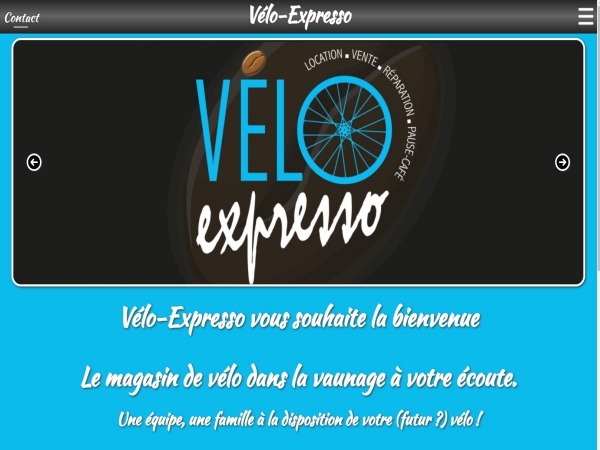 Contact
Vélo-Expresso
LOCATION ▪ VENTE ▪ RÉPARATION ▪ PAUSE-CAFÉ
VÉLO
expresso
Vélo-Expresso vous souhaite la bienvenue
Le magasin de vélo dans la vaunage à votre écoute.
Une équipe, une famille à la disposition de votre (futur ?) vélo !